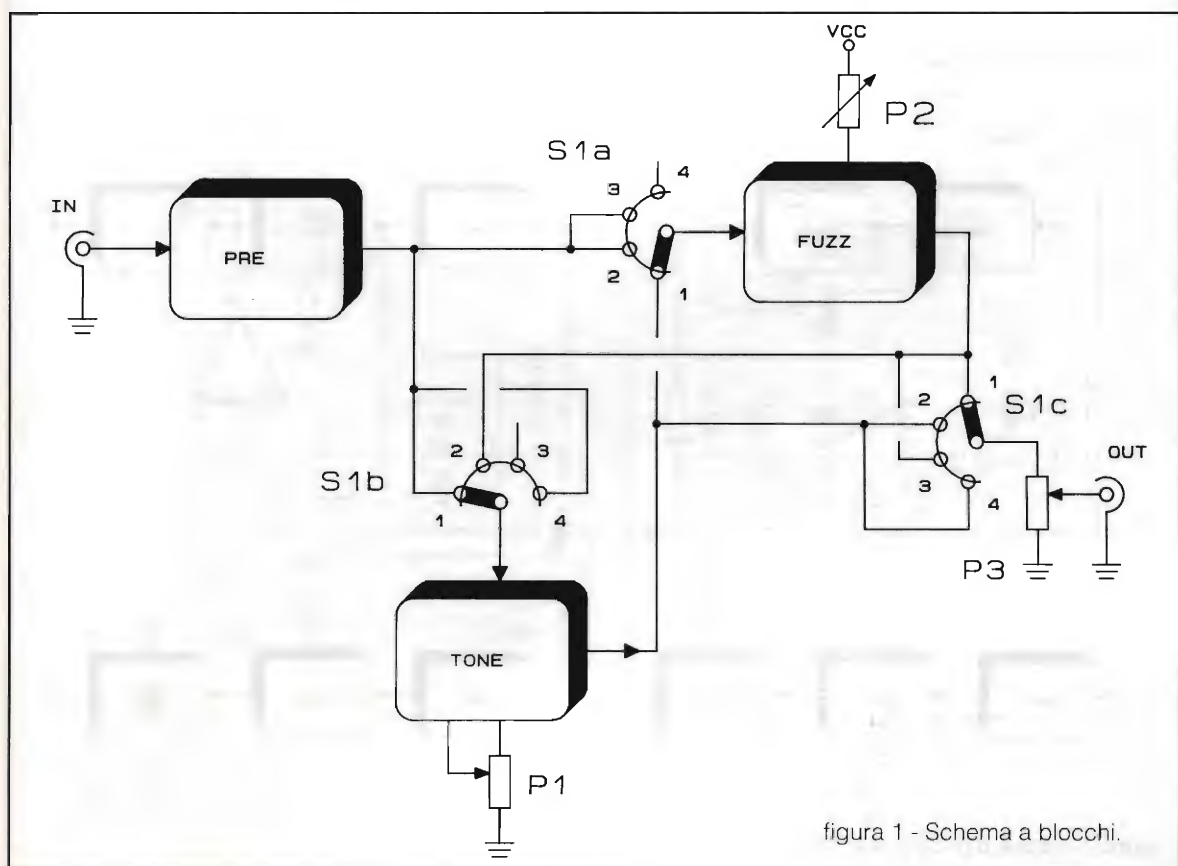 VCC
P2
S1a
4
3
IN
PRE
FUZZ
2
1
1
2
S1c
2
3
OUT
S1b
3
1
4
4
P3
TONE
P1
figura 1 - Schema a blocchi.